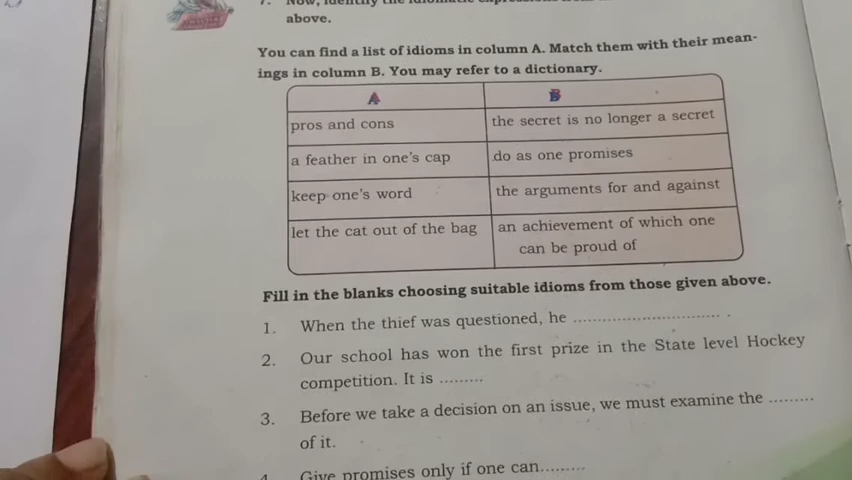 7. Now, identify the idiomatic
above.
You can find a list of idioms in column A. Match them with their mean-
ings in column B. You may refer to a dictionary.
A B
pros and cons the secret is no longer a secret
a feather in one's cap do as one promises
keep one's word the arguments for and against
let the cat out of the bag an achievement of which one
can be proud of
Fill in the blanks choosing suitable idioms from those given above.
1. When the thief was questioned, he ............................... .
2. Our school has won the first prize in the State level Hockey
competition. It is .........
3. Before we take a decision on an issue, we must examine the .........
of it.
4. Give promises only if one can.........